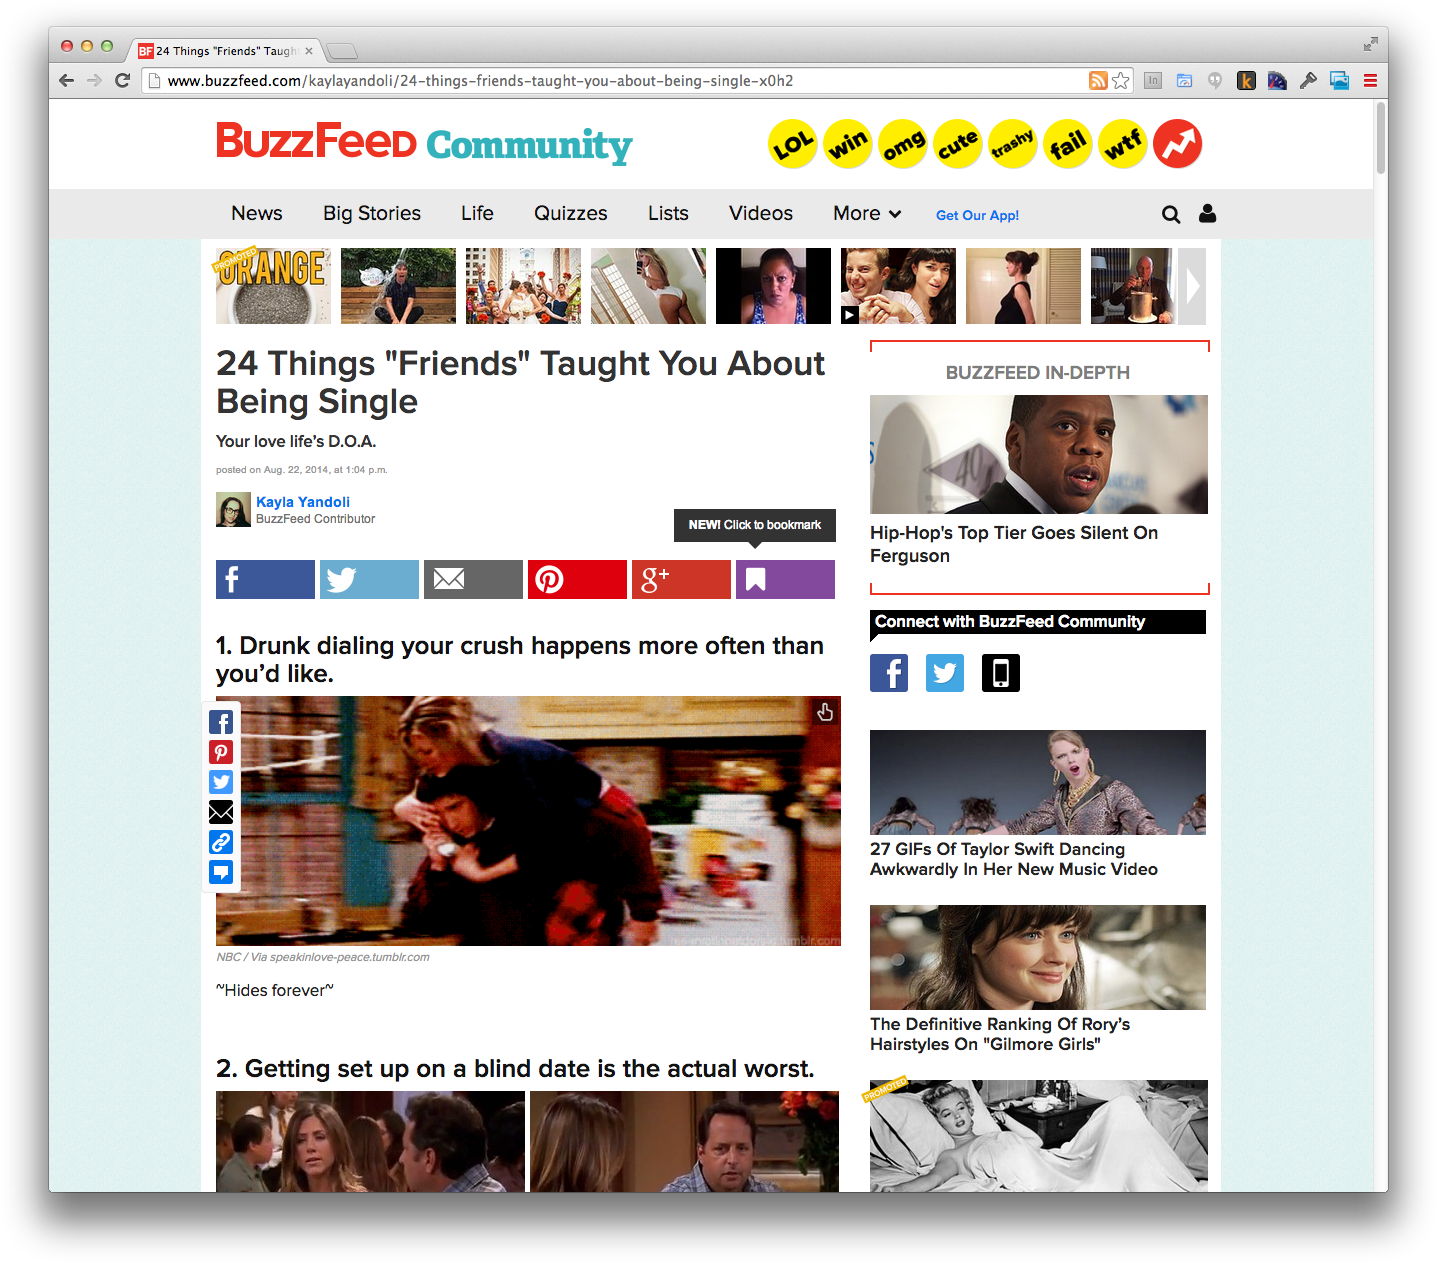 BF 24 Things "Friends" Taugh
www.buzzfeed.com/kaylayandoli/24-things-friends-taught-you-about-being-single-x0h2
BuzzFeed Community
LOL
win
omg
cute
trashy
fail
wtf
News
Big Stories
Life
Quizzes
Lists
Videos
More
Get Our App!
PROMOTED
ORANGE
24 Things "Friends" Taught You About
Being Single
Your love life's D.O.A.
posted on Aug. 22, 2014, at 1:04 p.m.
Kayla Yandoli
BuzzFeed Contributor
NEW! Click to bookmark
1. Drunk dialing your crush happens more often than
you'd like.
NBC / Via speakinlove-peace.tumblr.com
~Hides forever~
2. Getting set up on a blind date is the actual worst.
BUZZFEED IN-DEPTH
Hip-Hop's Top Tier Goes Silent On
Ferguson
Connect with BuzzFeed Community
27 GIFs Of Taylor Swift Dancing
Awkwardly In Her New Music Video
The Definitive Ranking Of Rory's
Hairstyles On "Gilmore Girls"
PROMOTED